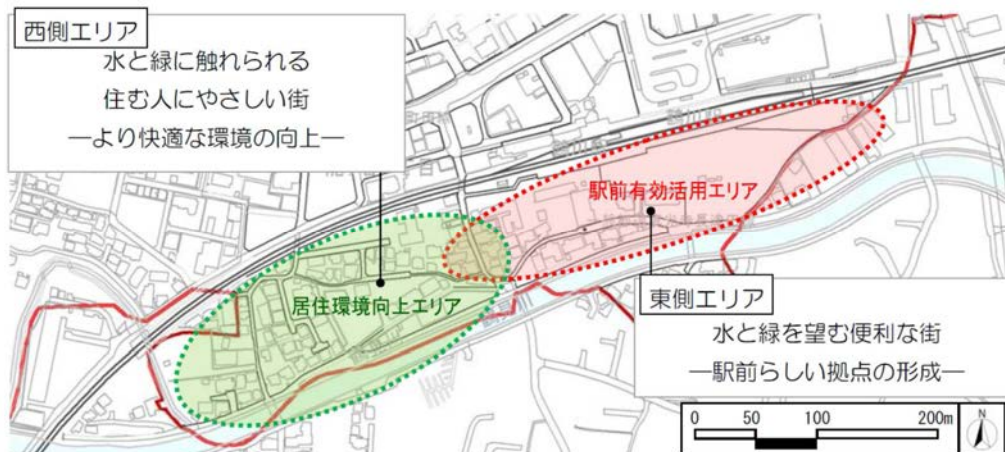 西側エリア
水と緑に触れられる
住む人にやさしい街
―より快適な環境の向上―
駅前有効活用エリア
居住環境向上エリア
東側エリア
水と緑を望む便利な街
―駅前らしい拠点の形成―
0 50 100 200m
N